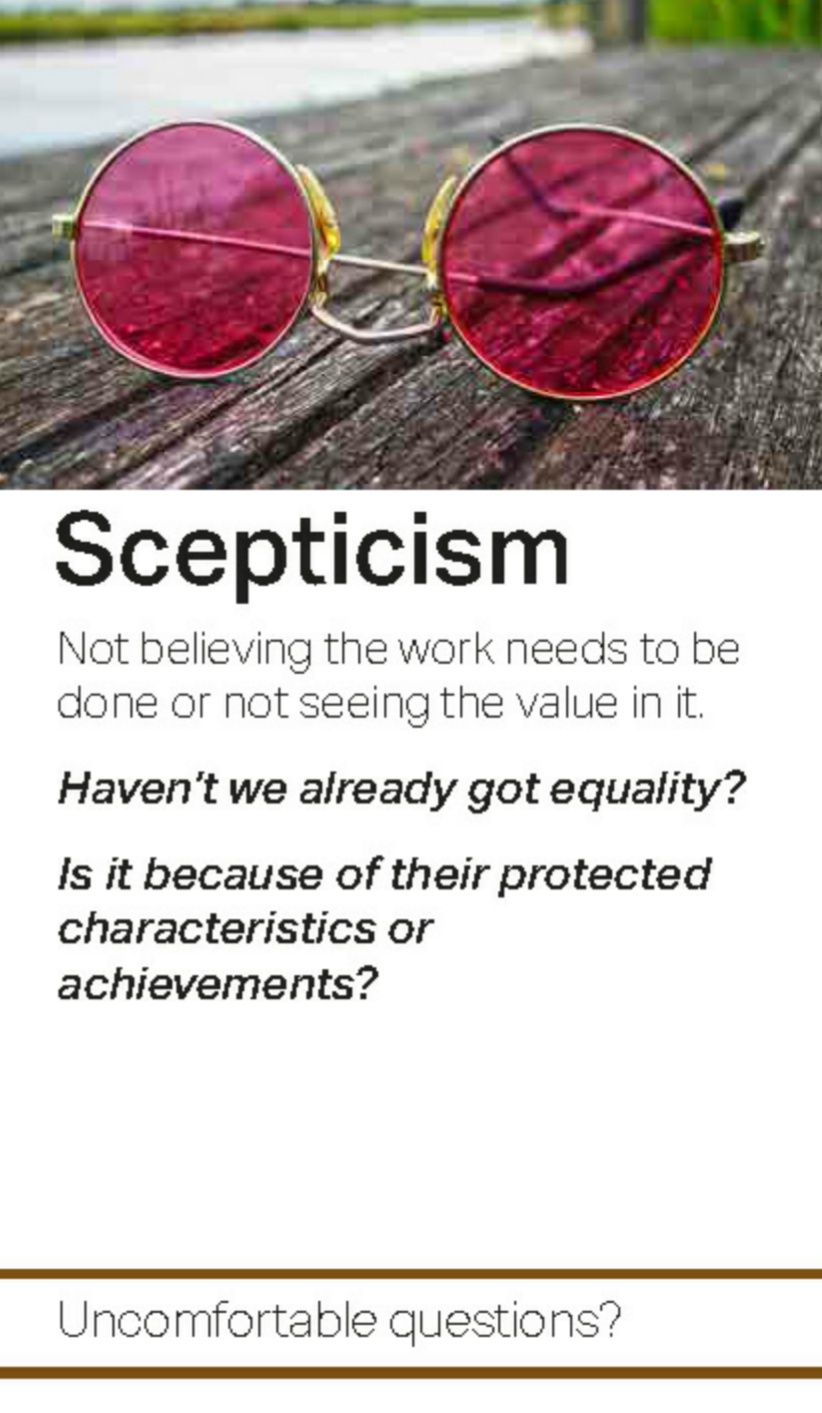 Scepticism
Not believing the work needs to be
done or not seeing the value in it.
Haven't we already got equality?
Is it because of their protected
characteristics or
achievements?
Uncomfortable questions?